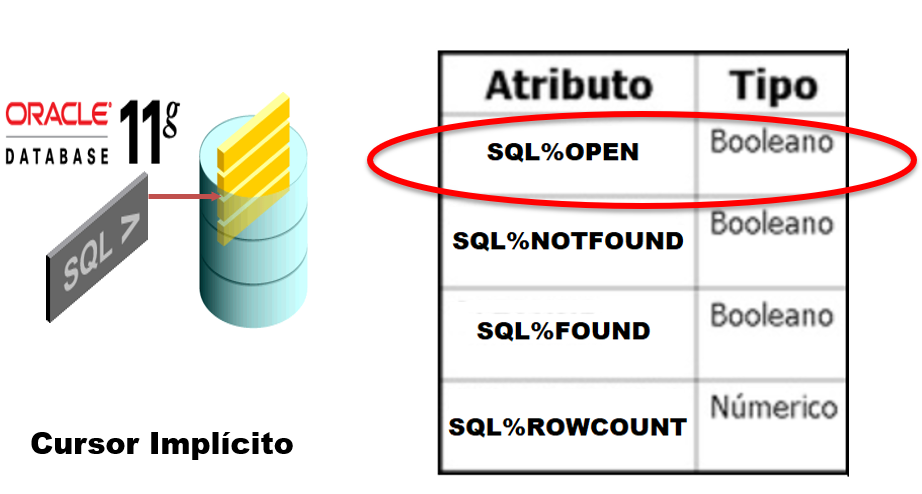 ORACLE
DATABASE
11g
SQL >
Cursor Implícito
Atributo Tipo
SQL%OPEN Booleano
SQL%NOTFOUND Booleano
SQL%FOUND Booleano
SQL%ROWCOUNT Númerico